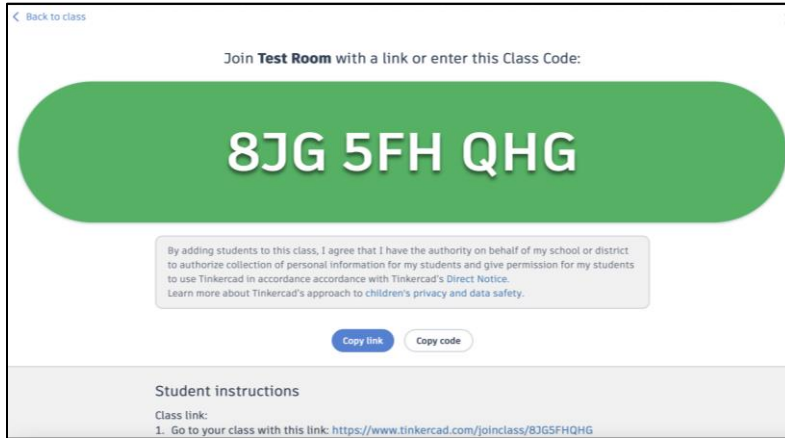 Back to class
Join Test Room with a link or enter this Class Code:
8JG 5FH QHG
By adding students to this class, I agree that I have the authority on behalf of my school or district
to authorize collection of personal information for my students and give permission for my students
to use Tinkercad in accordance accordance with Tinkercad's Direct Notice.
Learn more about Tinkercad's approach to children's privacy and data safety.
Copy link Copy code
Student instructions
Class link:
1. Go to your class with this link: https://www.tinkercad.com/joinclass/8JG5FHQHG